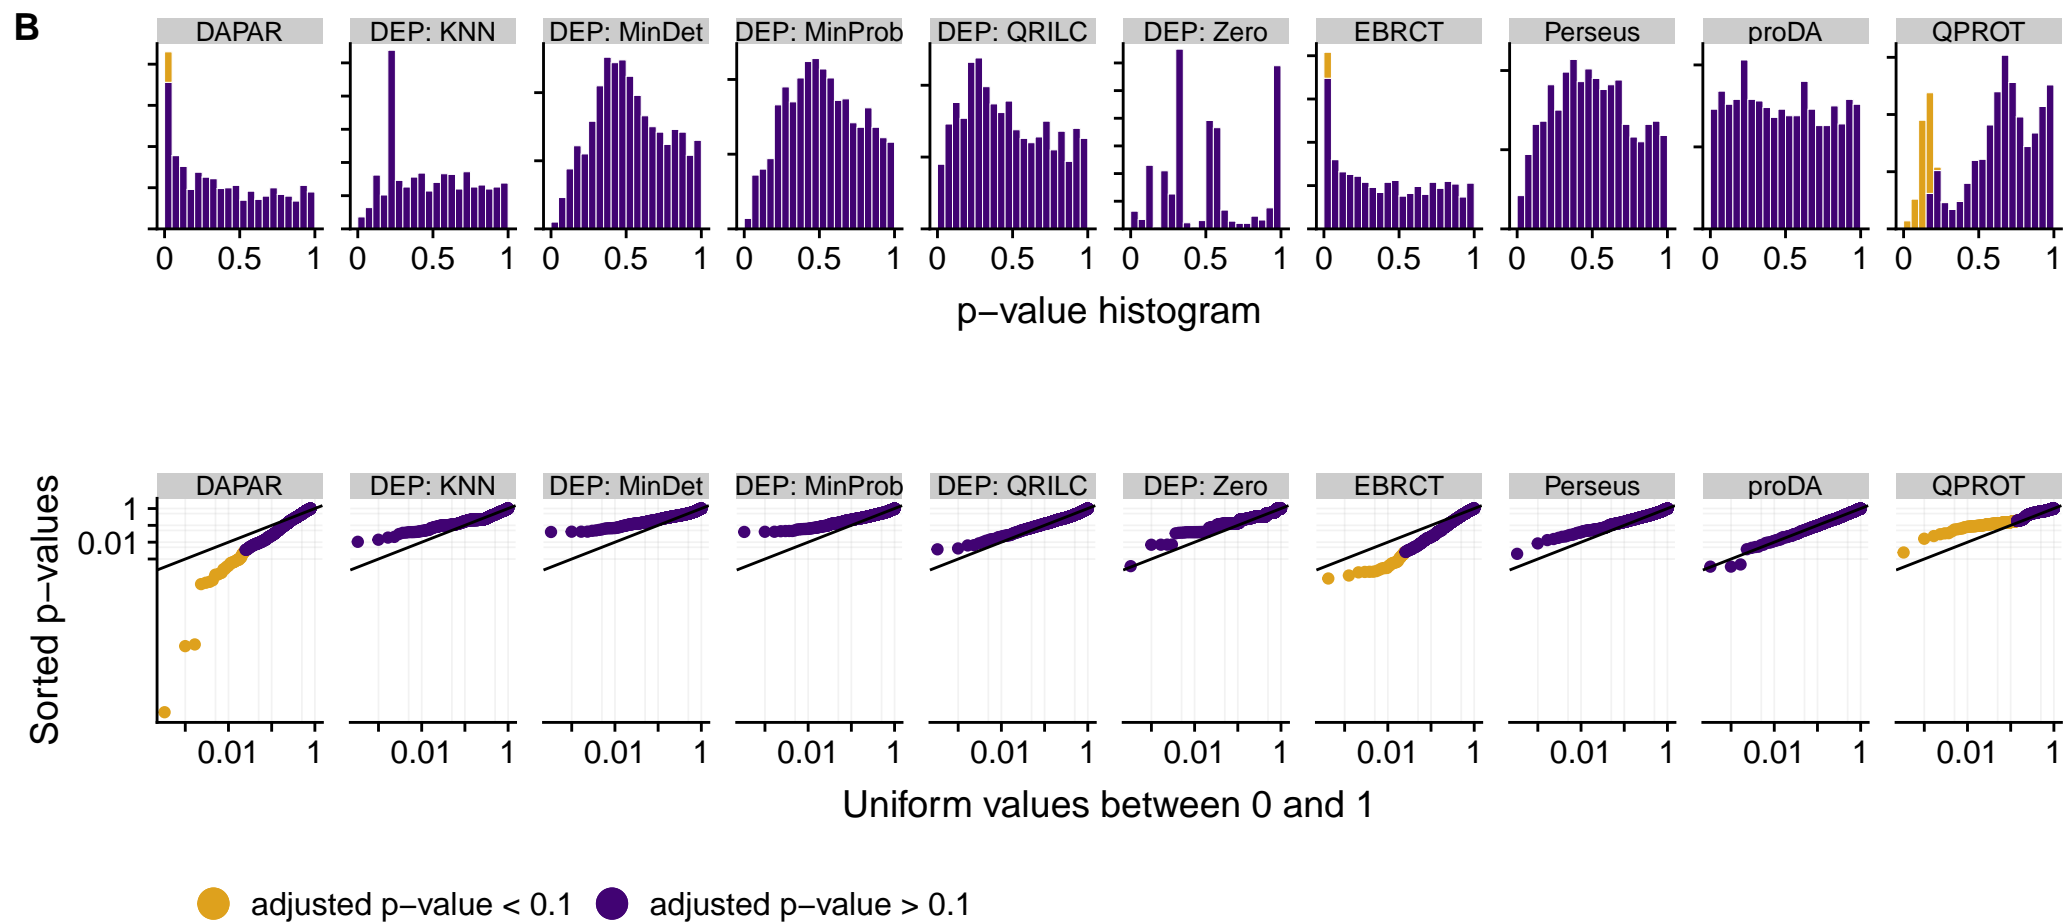 B
DAPAR DEP: KNN DEP: MinDet DEP: MinProb DEP: QRILC DEP: Zero EBRCT Perseus proDA QPROT
0 0.5 1 0 0.5 1 0 0.5 1 0 0.5 1 0 0.5 1 0 0.5 1 0 0.5 1 0 0.5 1 0 0.5 1 0 0.5 1
p−value histogram
DAPAR DEP: KNN DEP: MinDet DEP: MinProb DEP: QRILC DEP: Zero EBRCT Perseus proDA QPROT
Sorted p−values
1
0.01
0.01 1 0.01 1 0.01 1 0.01 1 0.01 1 0.01 1 0.01 1 0.01 1 0.01 1 0.01 1
Uniform values between 0 and 1
adjusted p−value < 0.1 adjusted p−value > 0.1